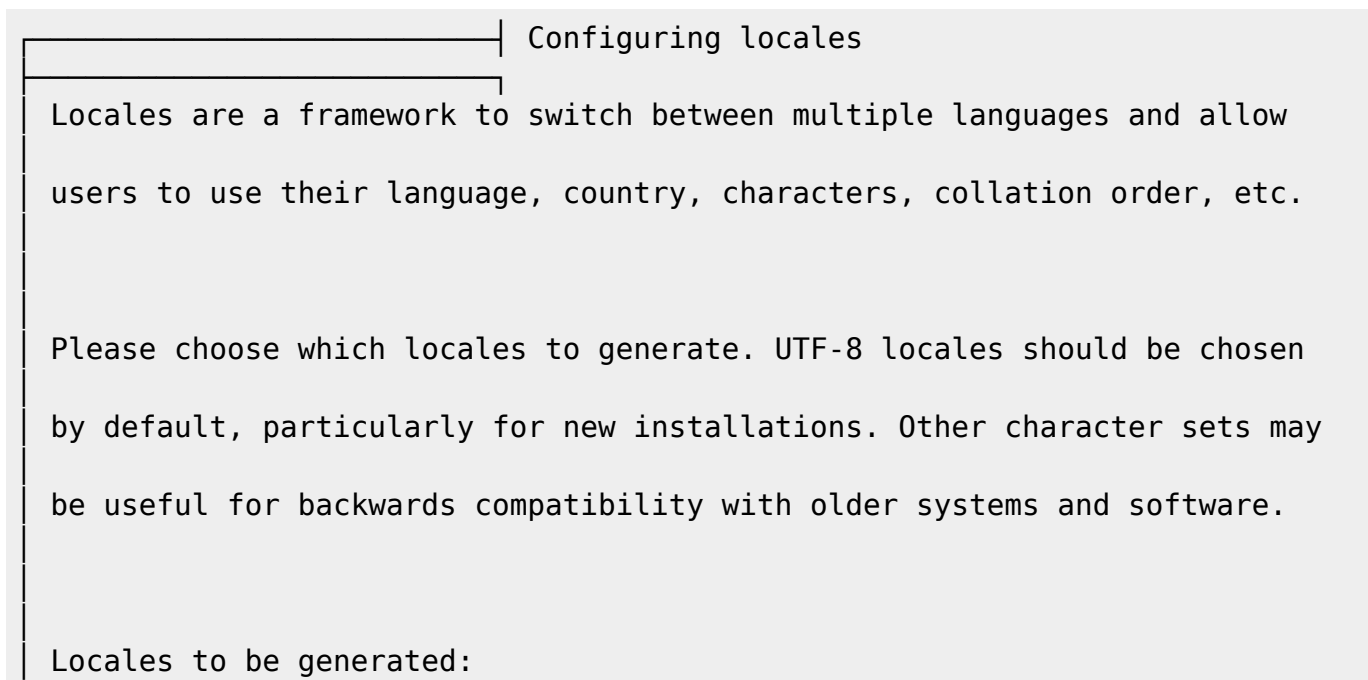 Configuring locales
Locales are a framework to switch between multiple languages and allow
users to use their language, country, characters, collation order, etc.
Please choose which locales to generate. UTF-8 locales should be chosen
by default, particularly for new installations. Other character sets may
be useful for backwards compatibility with older systems and software.
Locales to be generated: